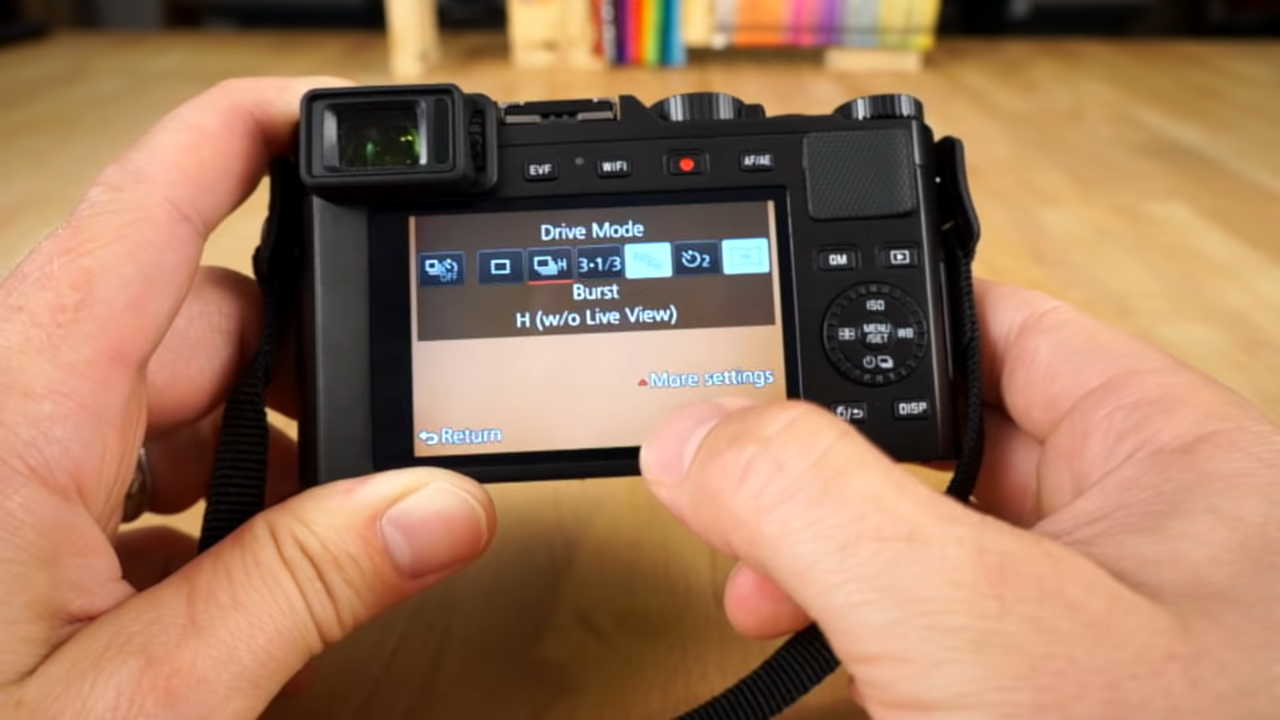 EVF WIFI AF/AE
Drive Mode
OFF H 3•1/3 2
Burst
H (w/o Live View)
More settings
Return
QM
ISO
MENU
/SET
WB
DISP